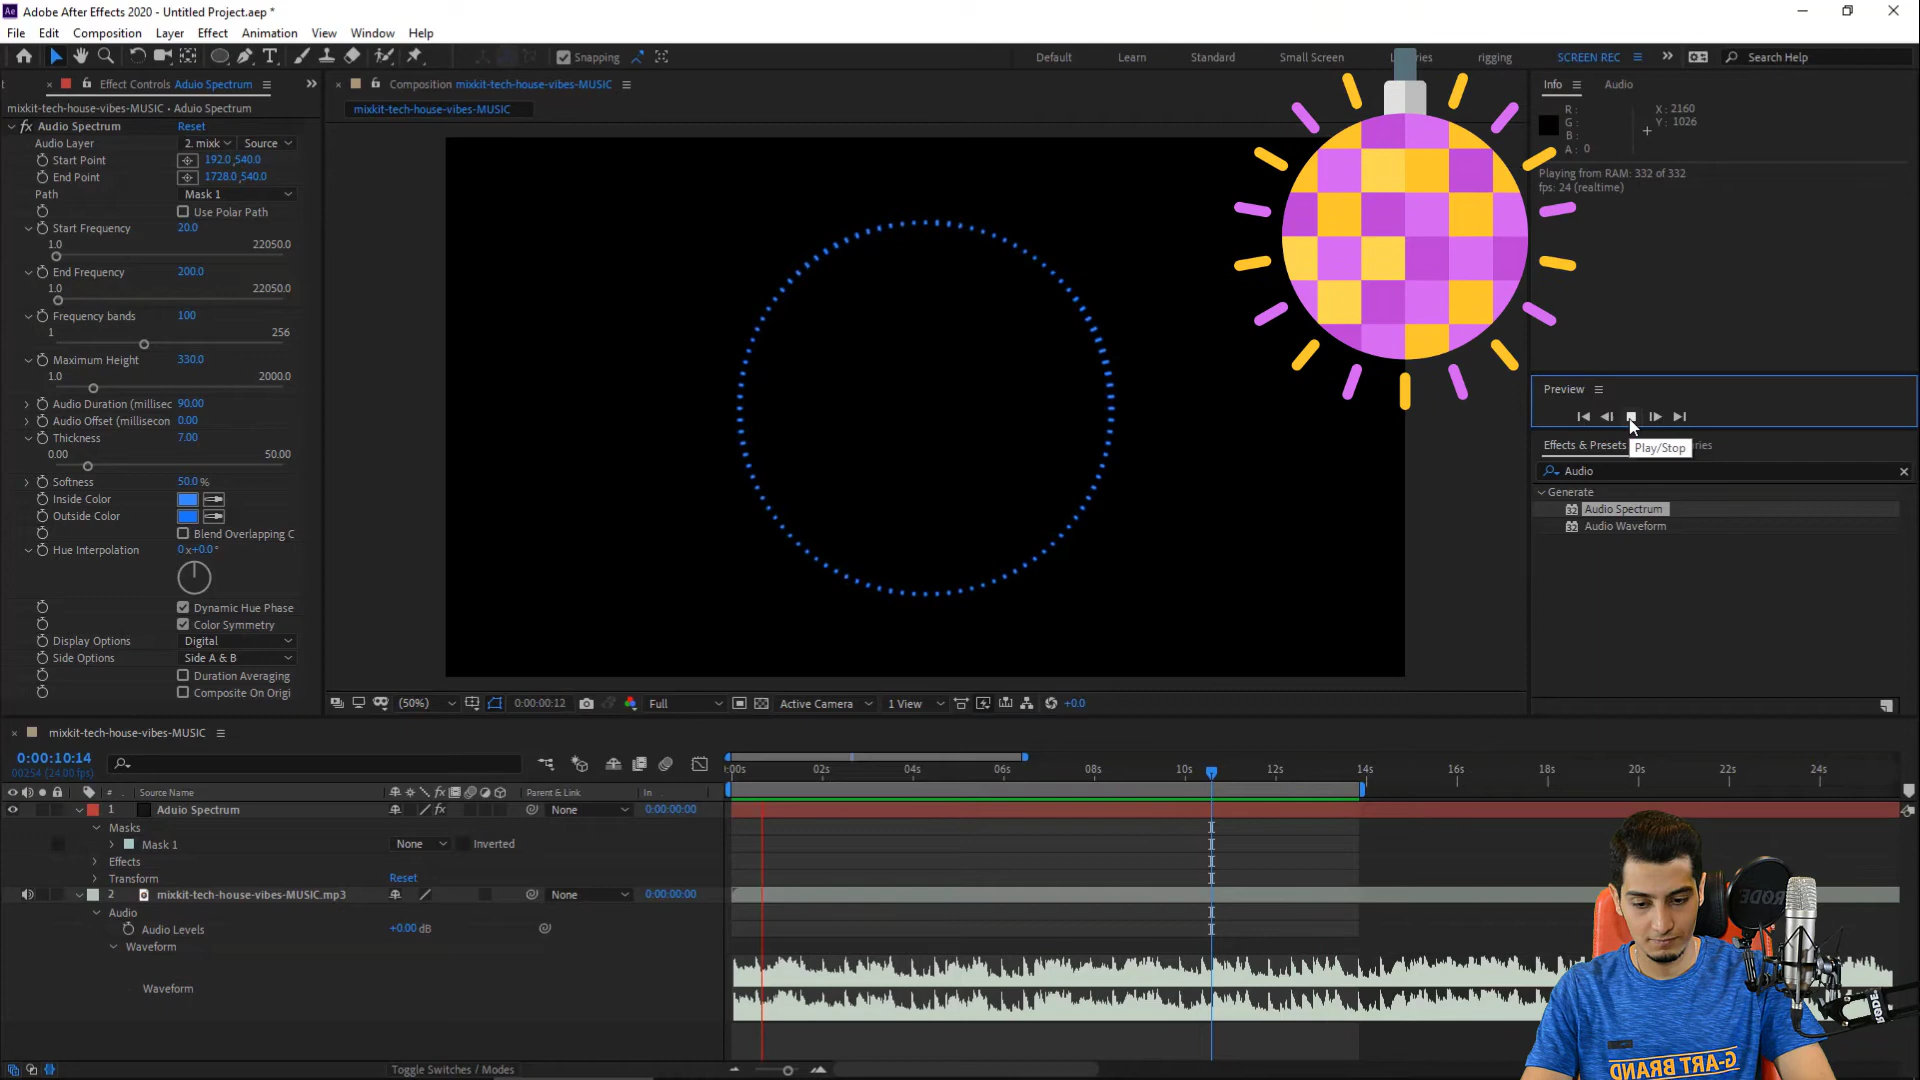 Adobe After Effects 2020 - Untitled Project.aep *
File Edit Composition Layer Effect Animation View Window Help
Snapping Default Learn Standard Small Screen rigging SCREEN REC Search Help
Effect Controls Aduio Spectrum
mixkit-tech-house-vibes-MUSIC • Aduio Spectrum
fx Audio Spectrum Reset
Audio Layer 2. mixk Source
Start Point 192.0,540.0
End Point 1728.0,540.0
Path Mask 1
Use Polar Path
Start Frequency 20.0
1.0 22050.0
End Frequency 200.0
1.0 22050.0
Frequency bands 100
1 256
Maximum Height 330.0
1.0 2000.0
Audio Duration (millisec 90.00
Audio Offset (millisecon 0.00
Thickness 7.00
0.00 50.00
Softness 50.0 %
Inside Color
Outside Color
Blend Overlapping C
Hue Interpolation 0x+0.0°
Dynamic Hue Phase
Color Symmetry
Display Options Digital
Side Options Side A & B
Duration Averaging
Composite On Origi
Composition mixkit-tech-house-vibes-MUSIC
mixkit-tech-house-vibes-MUSIC
(50%) 0:00:00:12 Full Active Camera 1 View +0.0
Info Audio
R : X : 2160
G : Y : 1026
B :
A : 0
Playing from RAM: 332 of 332
fps: 24 (realtime)
Preview
Play/Stop
Effects & Presets ries
Audio
Generate
Audio Spectrum
Audio Waveform
mixkit-tech-house-vibes-MUSIC
0:00:10:14
00254 (24.00 fps)
# Source Name Parent & Link In
:00s 02s 04s 06s 08s 10s 12s 14s 16s 18s 20s 22s 24s
1 Aduio Spectrum fx None 0:00:00:00
Masks
Mask 1 None Inverted
Effects
Transform Reset
2 mixkit-tech-house-vibes-MUSIC.mp3 None 0:00:00:00
Audio
Audio Levels +0.00 dB
Waveform
Waveform
Toggle Switches / Modes
RØDE
RØDE
G-ART BRAND